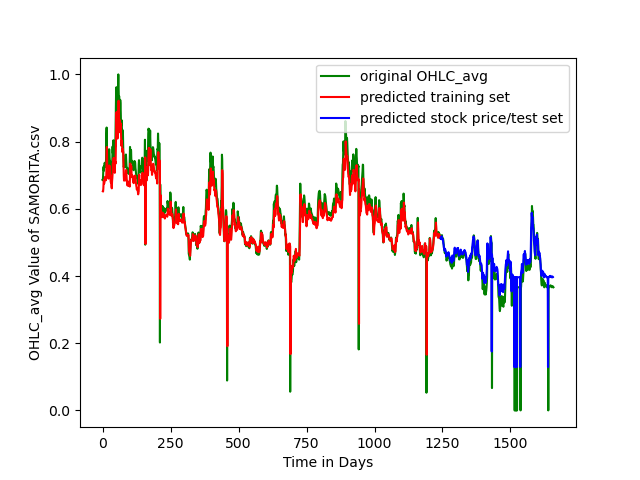 original OHLC_avg
predicted training set
predicted stock price/test set
OHLC_avg Value of SAMORITA.csv
1.0
0.8
0.6
0.4
0.2
0.0
0 250 500 750 1000 1250 1500
Time in Days